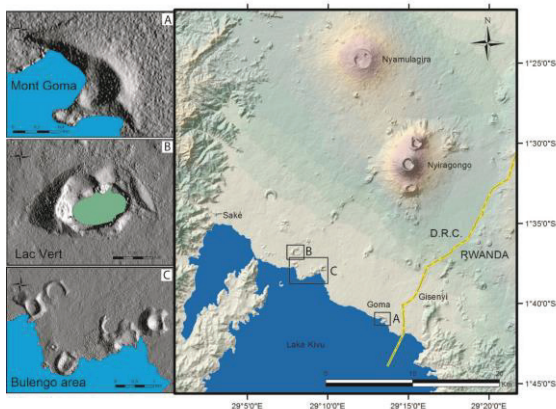 A
Mont Goma
B
Lac Vert
C
Bulengo area
N
Nyamulagira
Nyiragongo
D.R.C.
RWANDA
Saké
B
C
Goma
Gisenyi
A
Lake Kivu
1°25'0"S
1°30'0"S
1°35'0"S
1°40'0"S
1°45'0"S
29°5'0"E
29°10'0"E
29°15'0"E
29°20'0"E